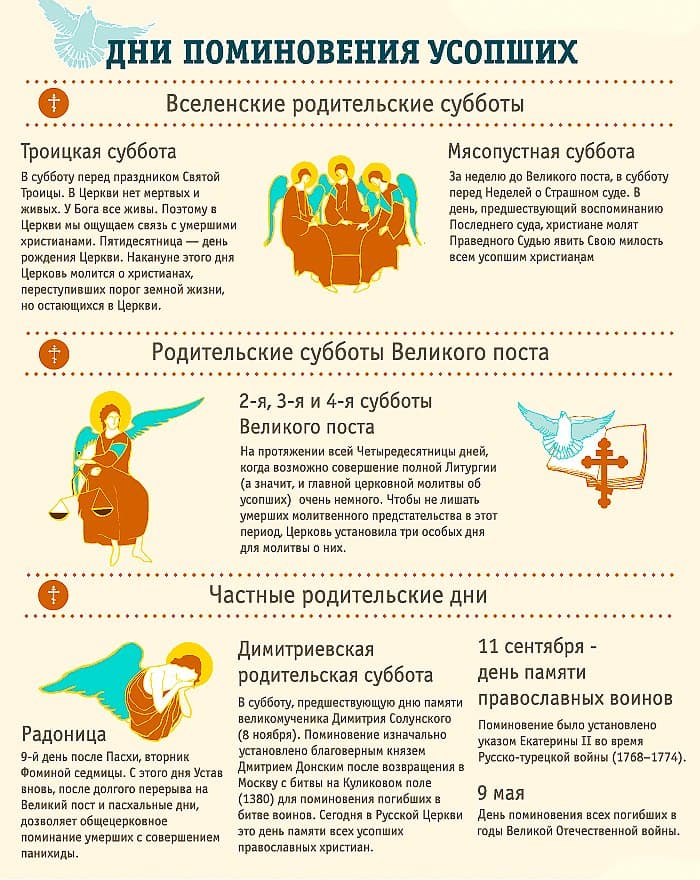 ДНИ ПОМИНОВЕНИЯ УСОПШИХ
Вселенские родительские субботы
Троицкая суббота
В субботу перед праздником Святой
Троицы. В Церкви нет мертвых и
живых. У Бога все живы. Поэтому в
Церкви мы ощущаем связь с умершими
христианами. Пятидесятница — день
рождения Церкви. Накануне этого дня
Церковь молится о христианах,
переступивших порог земной жизни,
но остающихся в Церкви.
Мясопустная суббота
За неделю до Великого поста, в субботу
перед Неделей о Страшном суде. В
день, предшествующий воспоминанию
Последнего суда, христиане молят
Праведного Судью явить Свою милость
всем усопшим христианам
Родительские субботы Великого поста
2-я, 3-я и 4-я субботы
Великого поста
На протяжении всей Четыредесятницы дней,
когда возможно совершение полной Литургии
(а значит, и главной церковной молитвы об
усопших) очень немного. Чтобы не лишать
умерших молитвенного предстательства в этот
период, Церковь установила три особых дня
для молитвы о них.
Частные родительские дни
Радоница
9-й день после Пасхи, вторник
Фоминой седмицы. С этого дня Устав
вновь, после долгого перерыва на
Великий пост и пасхальные дни,
дозволяет общецерковное
поминание умерших с совершением
панихиды.
Димитриевская
родительская суббота
В субботу, предшествующую дню памяти
великомученика Димитрия Солунского
(8 ноября). Поминовение изначально
установлено благоверным князем
Дмитрием Донским после возвращения в
Москву с битвы на Куликовом поле
(1380) для поминовения погибших в
битве воинов. Сегодня в Русской Церкви
это день памяти всех усопших
православных христиан.
11 сентября -
день памяти
православных воинов
Поминовение было установлено
указом Екатерины II во время
Русско-турецкой войны (1768–1774).
9 мая
День поминовения всех погибших в
годы Великой Отечественной войны.